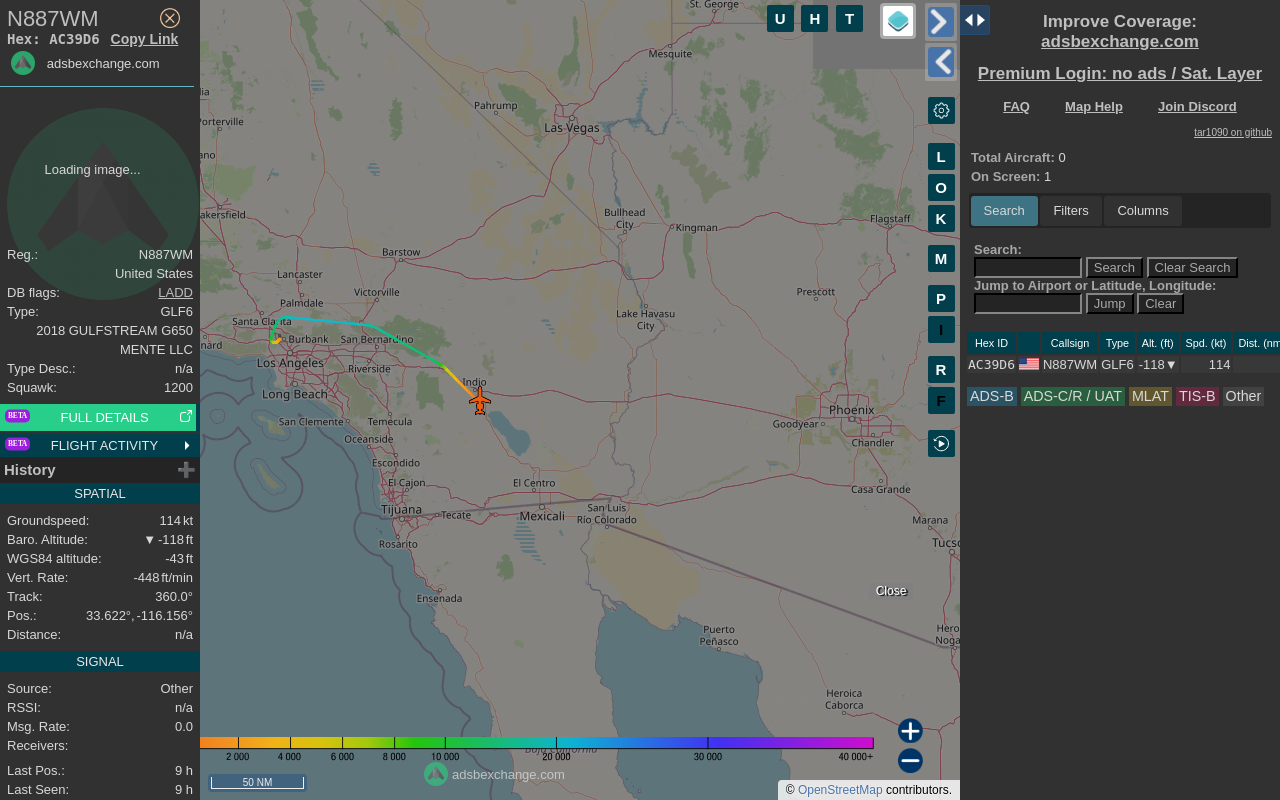 N887WM
Hex: AC39D6 Copy Link
adsbexchange.com
Loading image...
Reg.: N887WM
United States
DB flags: LADD
Type: GLF6
2018 GULFSTREAM G650
MENTE LLC
Type Desc.: n/a
Squawk: 1200
BETA FULL DETAILS
BETA FLIGHT ACTIVITY
History
SPATIAL
Groundspeed: 114 kt
Baro. Altitude: ▼ -118 ft
WGS84 altitude: -43 ft
Vert. Rate: -448 ft/min
Track: 360.0°
Pos.: 33.622°, -116.156°
Distance: n/a
SIGNAL
Source: Other
RSSI: n/a
Msg. Rate: 0.0
Receivers:
Last Pos.: 9 h
Last Seen: 9 h
U H T
L
O
K
M
P
I
R
F
St. George
Mesquite
Pahrump
Las Vegas
Porterville
akersfield
Bullhead
City
Kingman
Flagstaff
Barstow
Lancaster
Victorville
Palmdale
Prescott
Santa Clarita
Lake Havasu
City
nard
Burbank
San Bernardino
Los Angeles
Riverside
Indio
Long Beach
Phoenix
San Clemente
Temecula
Goodyear
Oceanside
Chandler
Escondido
El Cajon
El Centro
Casa Grande
Tijuana
Tecate
Mexicali
San Luis
Río Colorado
Marana
Tucso
Rosarito
Close
Ensenada
Puerto
Peñasco
Hero
Noga
Heroica
Caborca
Baja California
2 000 4 000 6 000 8 000 10 000 20 000 30 000 40 000+
50 NM
adsbexchange.com
© OpenStreetMap contributors.
Improve Coverage:
adsbexchange.com
Premium Login: no ads / Sat. Layer
FAQ Map Help Join Discord
tar1090 on github
Total Aircraft: 0
On Screen: 1
Search Filters Columns
Search:
Search Clear Search
Jump to Airport or Latitude, Longitude:
Jump Clear
Hex ID Callsign Type Alt. (ft) Spd. (kt) Dist. (nm
AC39D6 N887WM GLF6 -118▼ 114
ADS-B ADS-C/R / UAT MLAT TIS-B Other